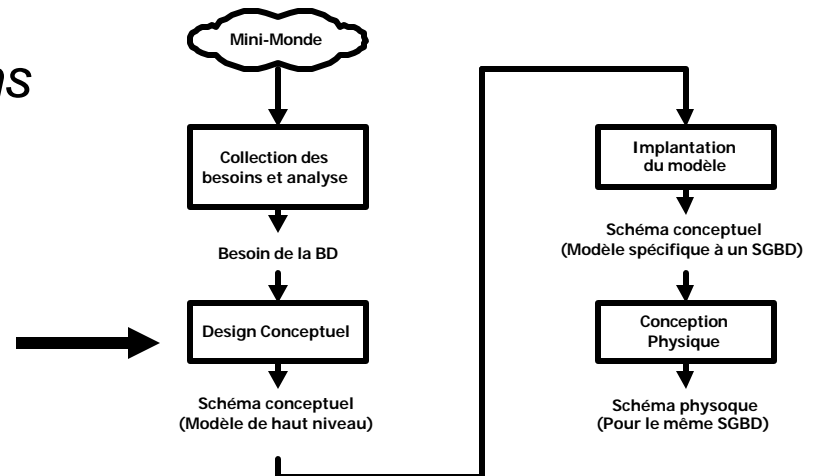 ns
Mini-Monde
Collection des
besoins et analyse
Besoin de la BD
Design Conceptuel
Schéma conceptuel
(Modèle de haut niveau)
Implantation
du modèle
Schéma conceptuel
(Modèle spécifique à un SGBD)
Conception
Physique
Schéma physoque
(Pour le même SGBD)